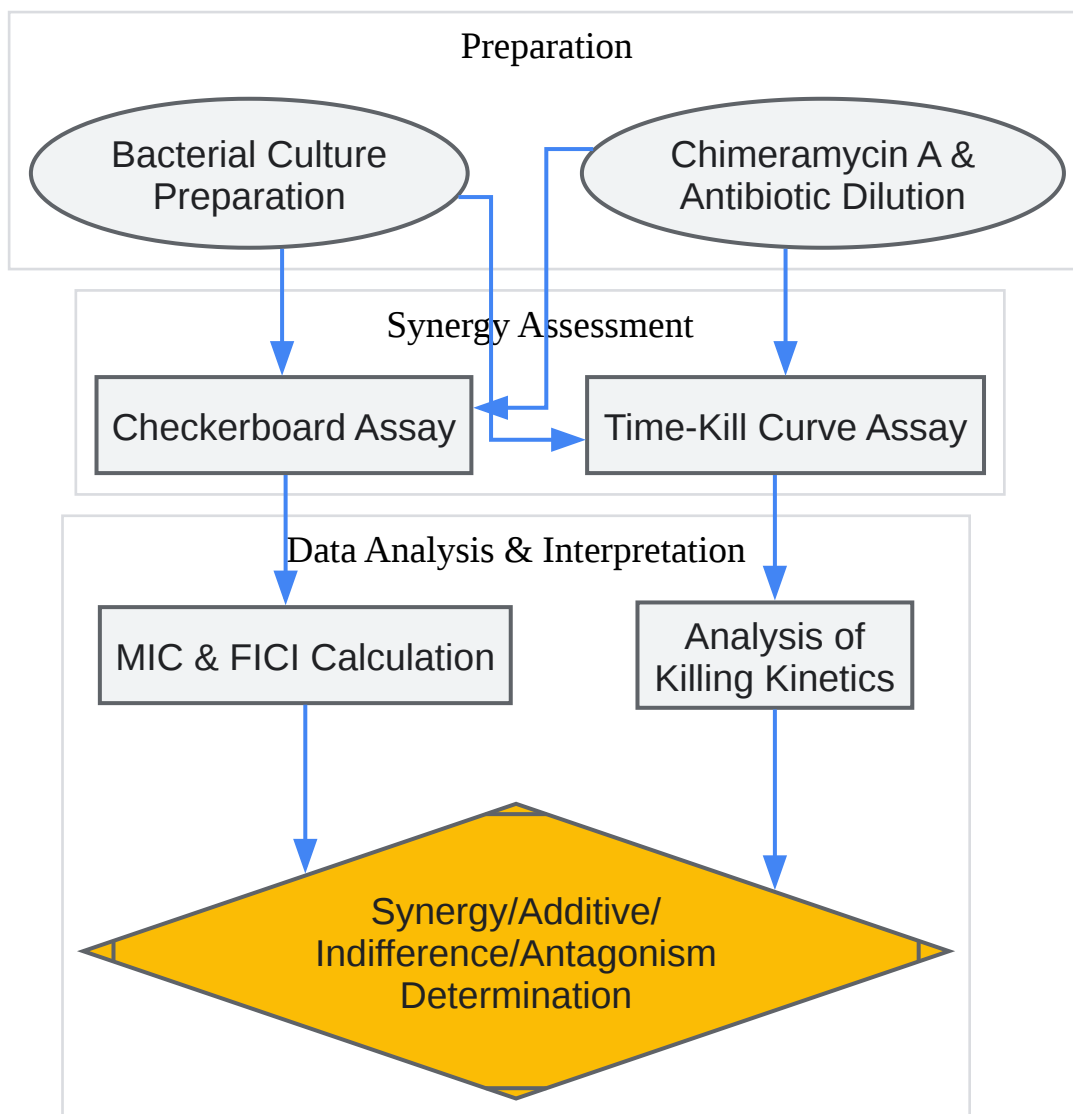 Preparation
Bacterial Culture
Preparation
Chimeramycin A &
Antibiotic Dilution
Synergy Assessment
Checkerboard Assay
Time-Kill Curve Assay
Data Analysis & Interpretation
MIC & FICI Calculation
Analysis of
Killing Kinetics
Synergy/Additive/
Indifference/Antagonism
Determination